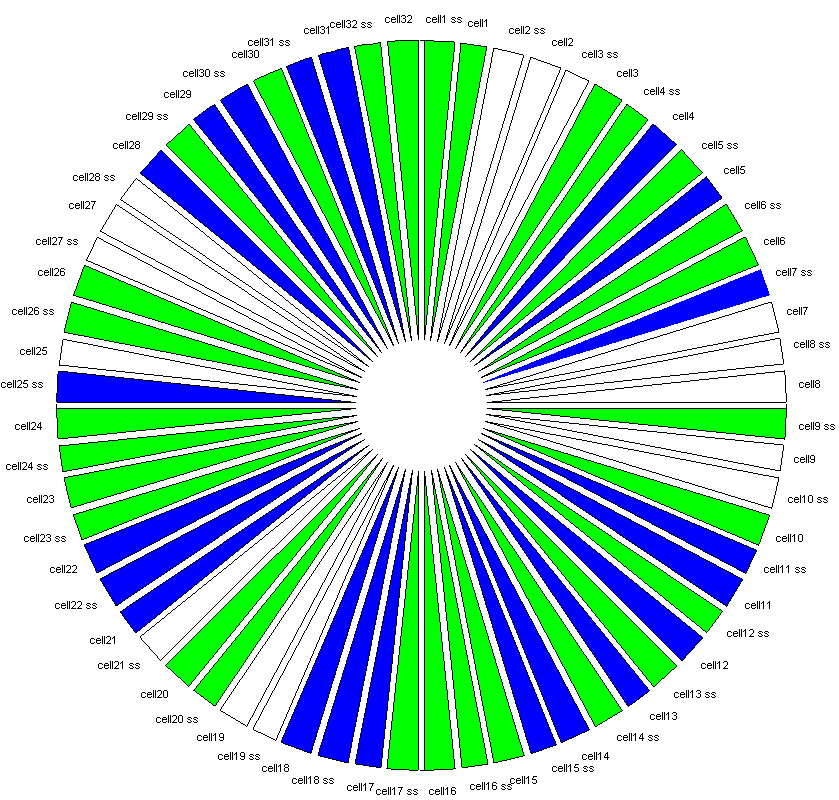 cell32
cell1 ss
cell1
cell2 ss
cell2
cell3 ss
cell3
cell4 ss
cell4
cell5 ss
cell5
cell6 ss
cell6
cell7 ss
cell7
cell8 ss
cell8
cell9 ss
cell9
cel10 ss
cell10
cell11 ss
cell11
cell12 ss
cell12
cell13 ss
cell13
cell14 ss
cell14
cell15 ss
cell15
cell16 ss
cell16
cell17 ss
cell17
cell18 ss
cell18
cell19 ss
cell19
cell20 ss
cell20
cell21 ss
cell21
cell22 ss
cell22
cell23 ss
cell23
cell24 ss
cell24
cell25 ss
cell25
cell26 ss
cell26
cell27 ss
cell27
cell28 ss
cell28
cell29 ss
cell29
cell30 ss
cell30
cell31 ss
cell31
cell32 ss